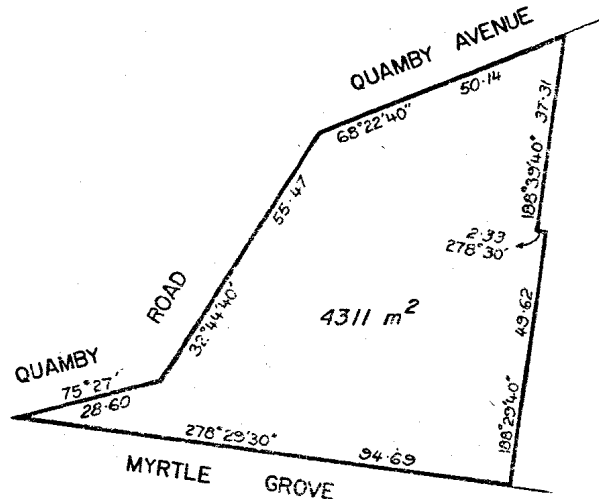 QUAMBY AVENUE
50·14
68°22'40"
37·31
188°39'40"
55·47
32°44'40"
2·33
278°30'
ROAD
4311 m²
49·62
188°29'40"
QUAMBY
75°27'
28·60
278°29'30"
94·69
MYRTLE GROVE